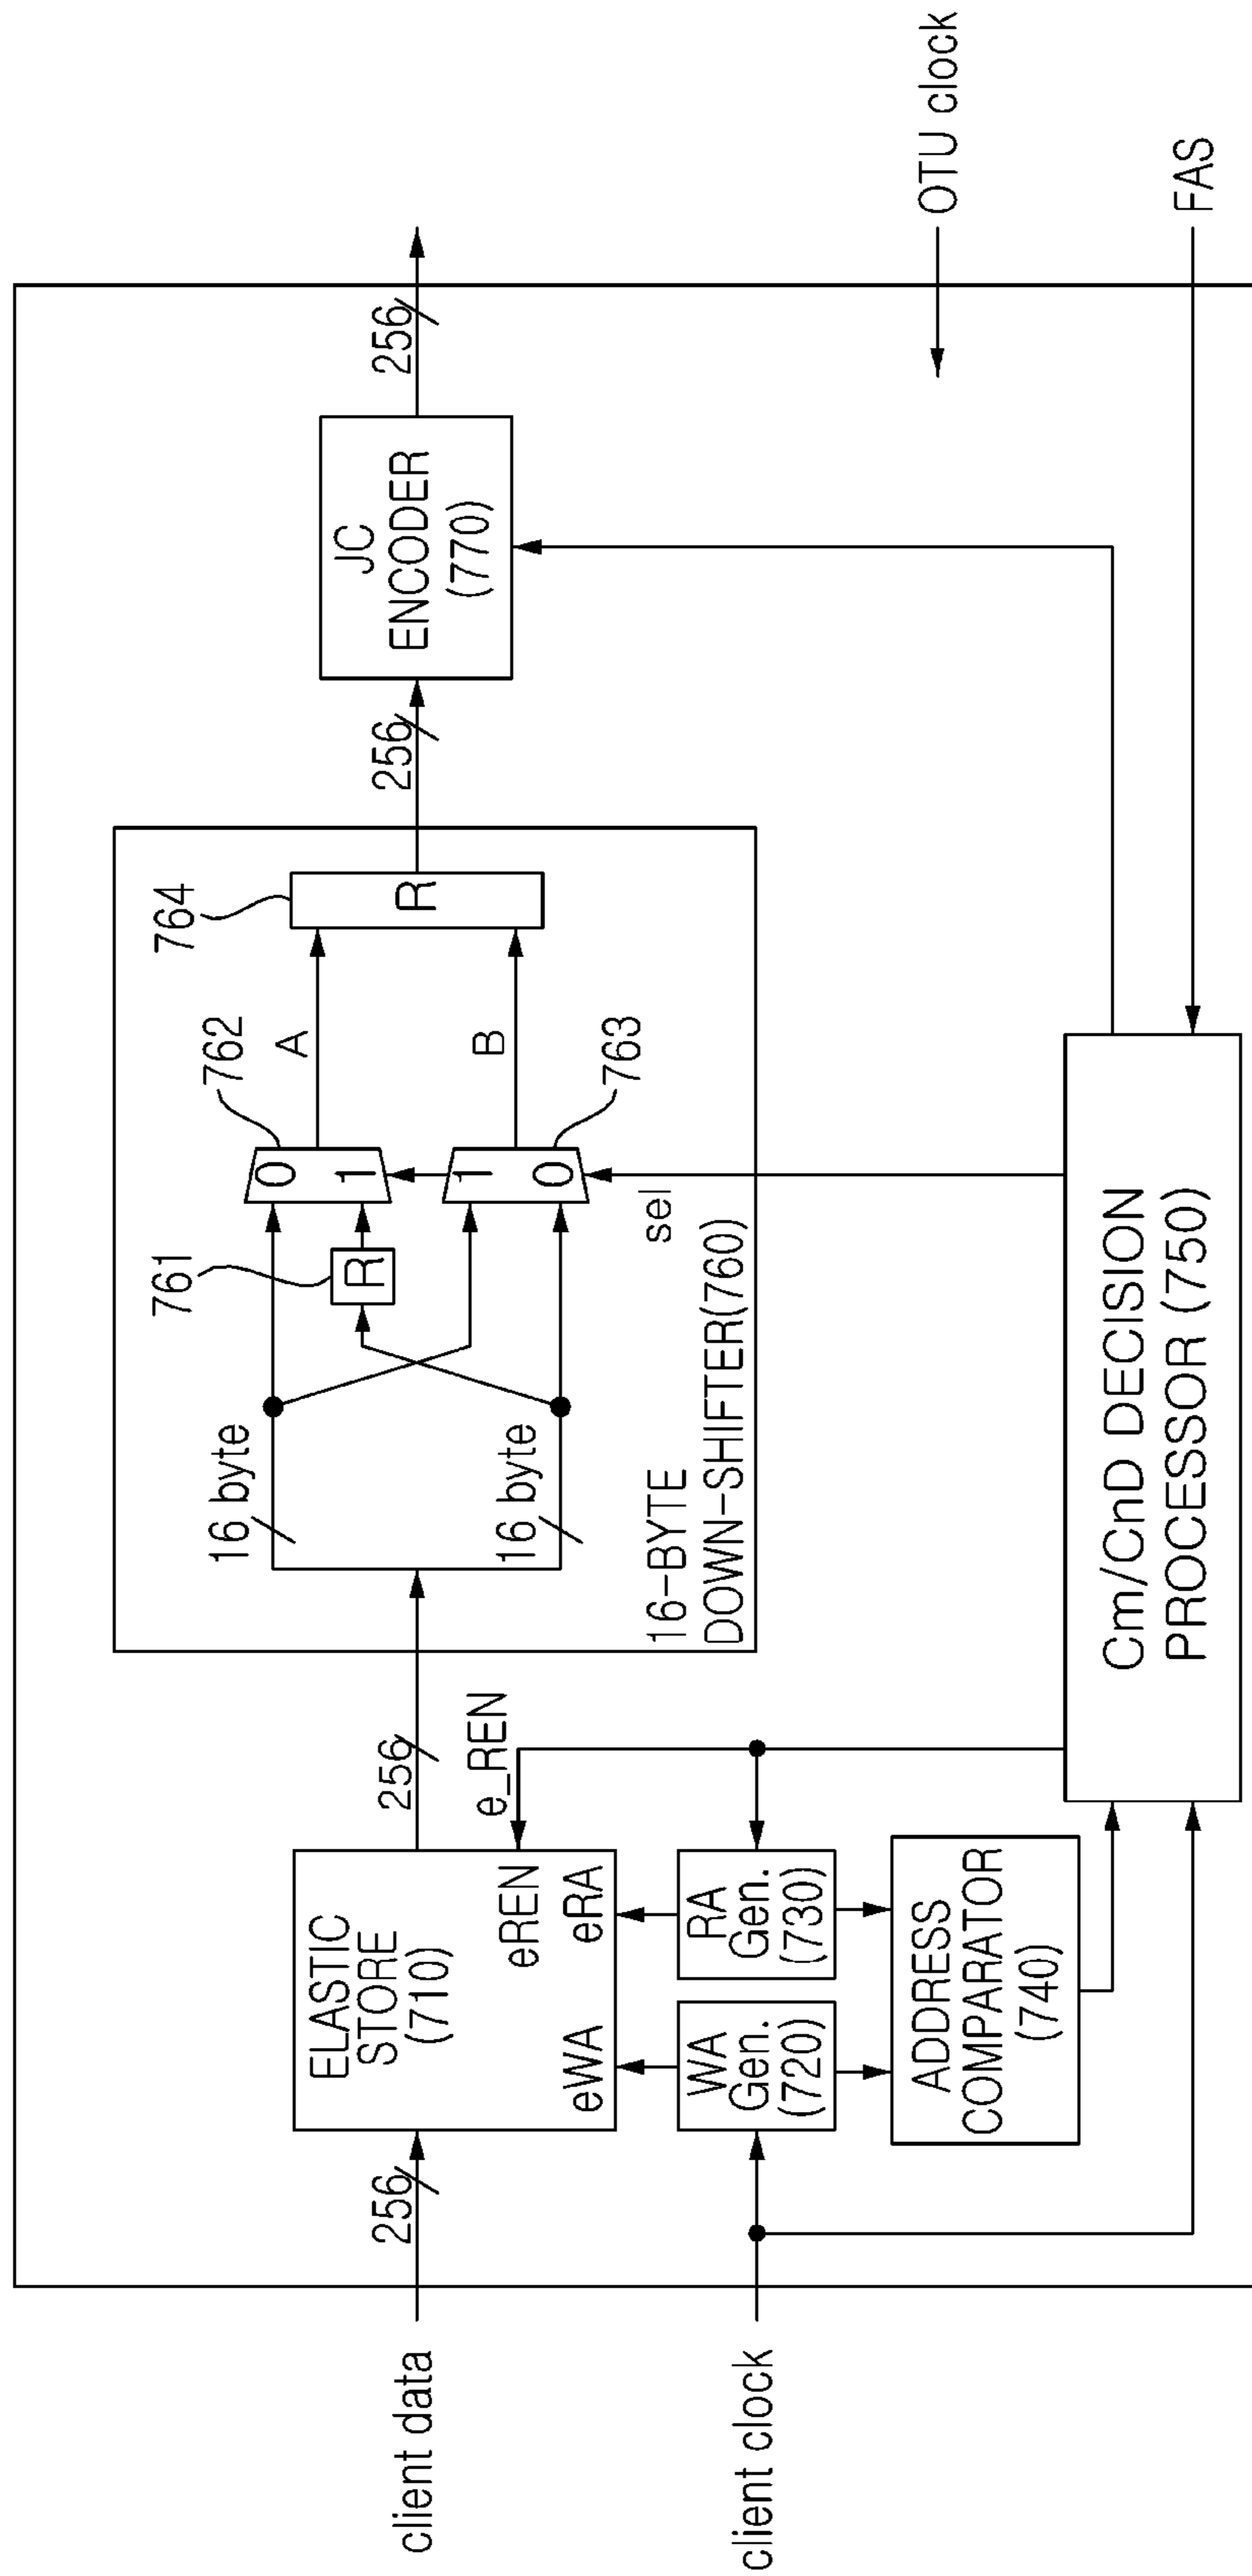 client data
256
ELASTIC
STORE
(710)
eWA
eREN
eRA
e_REN
256
client clock
WA
Gen.
(720)
RA
Gen.
(730)
ADDRESS
COMPARATOR
(740)
16 byte
16 byte
761
R
762
0
1
1
0
763
sel
A
B
764
R
16-BYTE
DOWN-SHIFTER(760)
256
JC
ENCODER
(770)
256
Cm/CnD DECISION
PROCESSOR (750)
OTU clock
FAS